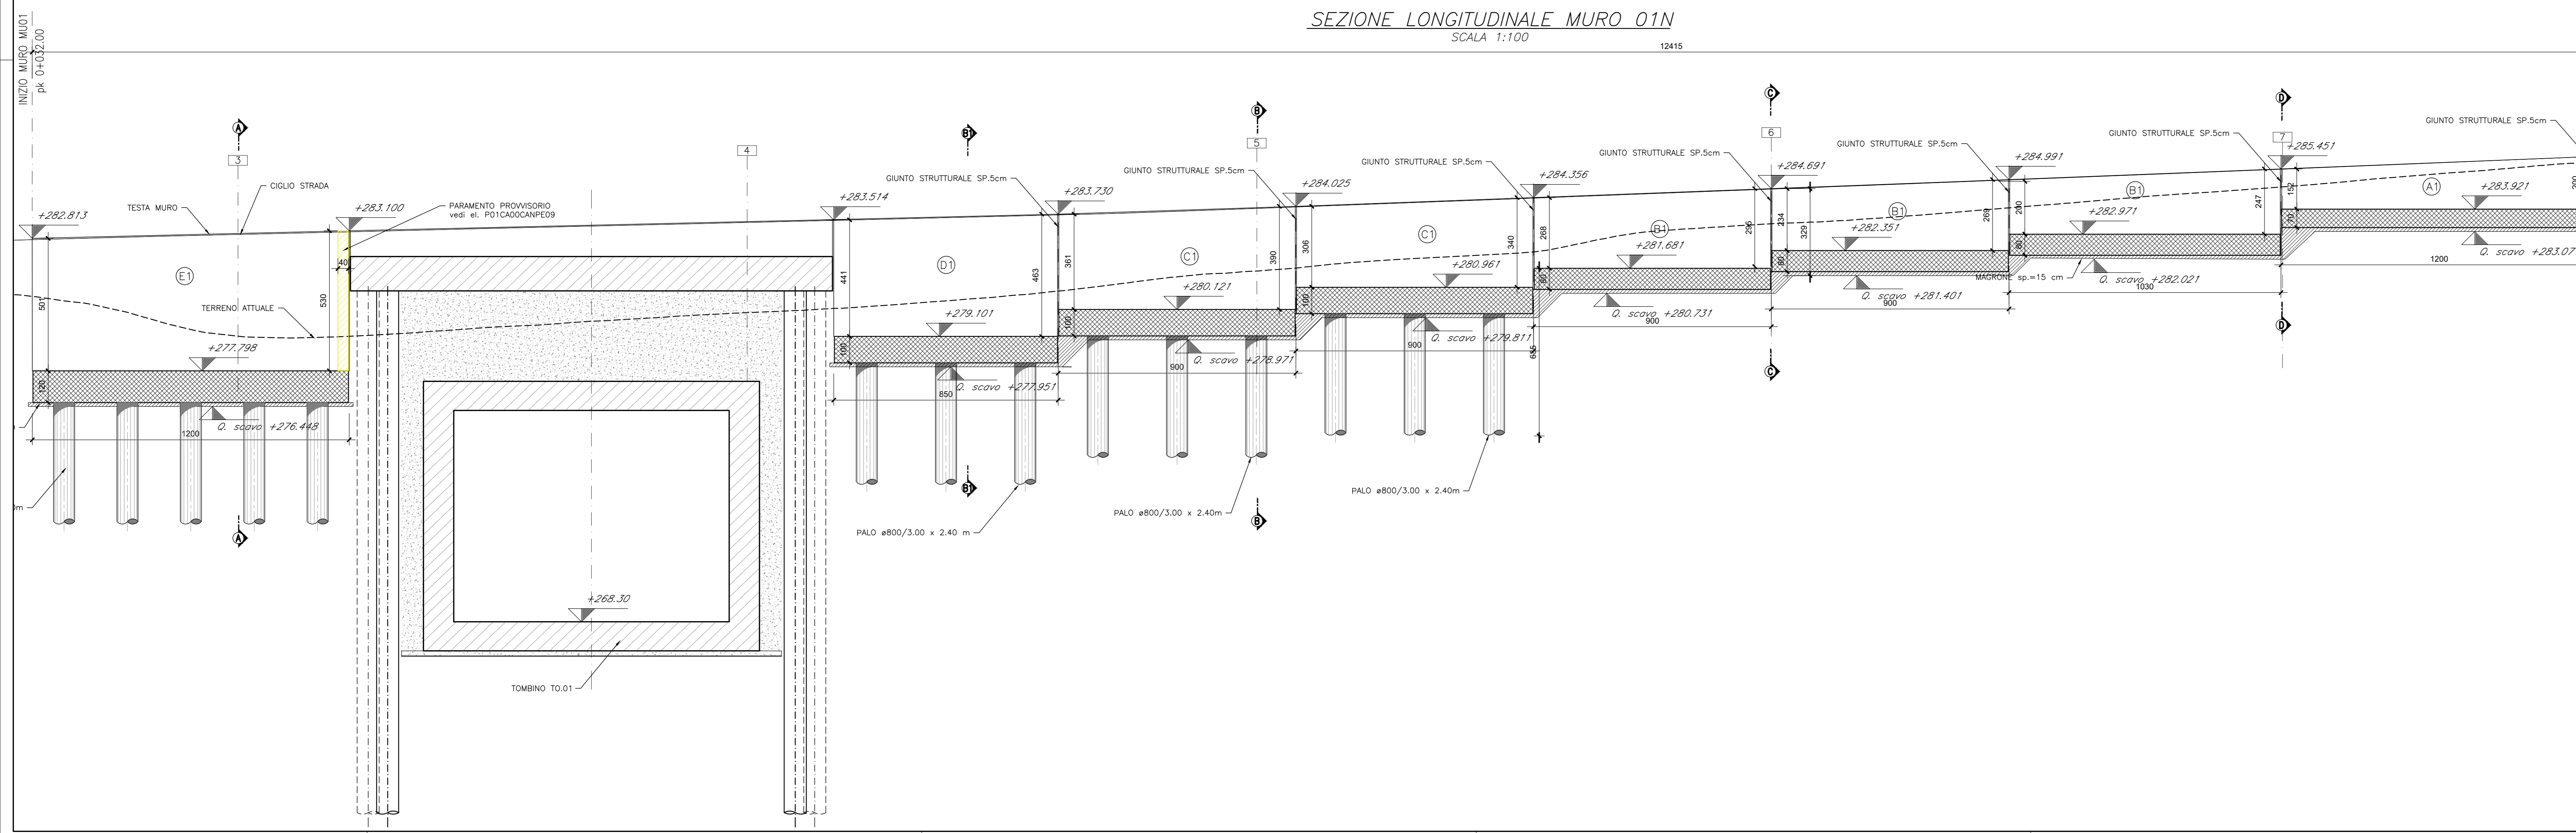 SEZIONE LONGITUDINALE MURO 01N
SCALA 1:100
12415
INIZIO MURO MU01
pk 0+032.00
A
3
4
B1
B
5
C
6
D
7
+282.813
TESTA MURO
CIGLIO STRADA
+283.100
PARAMENTO PROVVISORIO
vedi el. P01CA00CANPE09
40
E1
501
530
TERRENO ATTUALE
+277.798
120
Q. scavo +276.448
1200
A
+268.30
TOMBINO TO.01
+283.514
GIUNTO STRUTTURALE SP.5cm
+283.730
441
D1
463
361
+279.101
100
Q. scavo +277.951
850
B1
PALO ø800/3.00 x 2.40 m
GIUNTO STRUTTURALE SP.5cm
+284.025
C1
390
306
+280.121
100
Q. scavo +278.971
900
PALO ø800/3.00 x 2.40m
B
GIUNTO STRUTTURALE SP.5cm
+284.356
C1
340
268
+280.961
100
Q. scavo +279.811
900
655
PALO ø800/3.00 x 2.40m
GIUNTO STRUTTURALE SP.5cm
+284.691
B1
295
234
329
+281.681
80
Q. scavo +280.731
900
C
GIUNTO STRUTTURALE SP.5cm
+284.991
B1
269
200
+282.351
80
Q. scavo +281.401
900
GIUNTO STRUTTURALE SP.5cm
+285.451
B1
247
152
+282.971
80
MAGRONE sp.=15 cm
Q. scavo +282.021
1030
D
GIUNTO STRUTTURALE SP.5cm
A1
200
+283.921
70
Q. scavo +283.07
1200